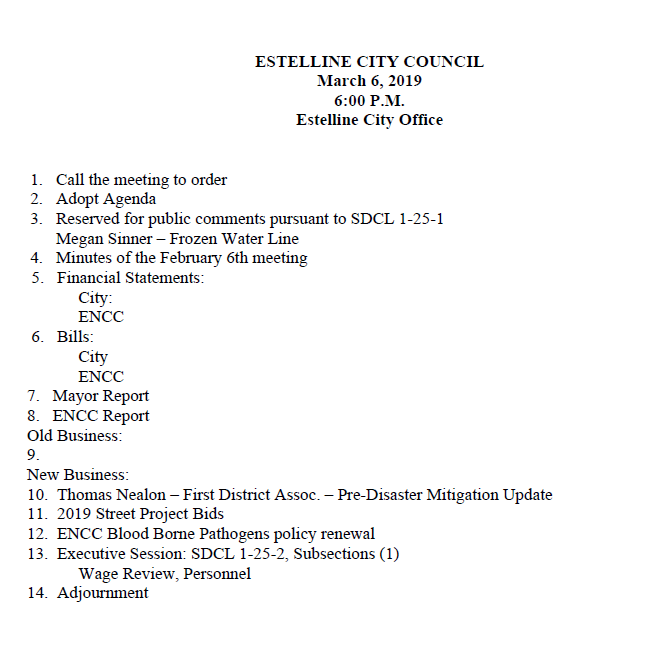 ESTELLINE CITY COUNCIL
March 6, 2019
6:00 P.M.
Estelline City Office
1. Call the meeting to order
2. Adopt Agenda
3. Reserved for public comments pursuant to SDCL 1-25-1
Megan Sinner – Frozen Water Line
4. Minutes of the February 6th meeting
5. Financial Statements:
City:
ENCC
6. Bills:
City
ENCC
7. Mayor Report
8. ENCC Report
Old Business:
9.
New Business:
10. Thomas Nealon – First District Assoc. – Pre-Disaster Mitigation Update
11. 2019 Street Project Bids
12. ENCC Blood Borne Pathogens policy renewal
13. Executive Session: SDCL 1-25-2, Subsections (1)
Wage Review, Personnel
14. Adjournment